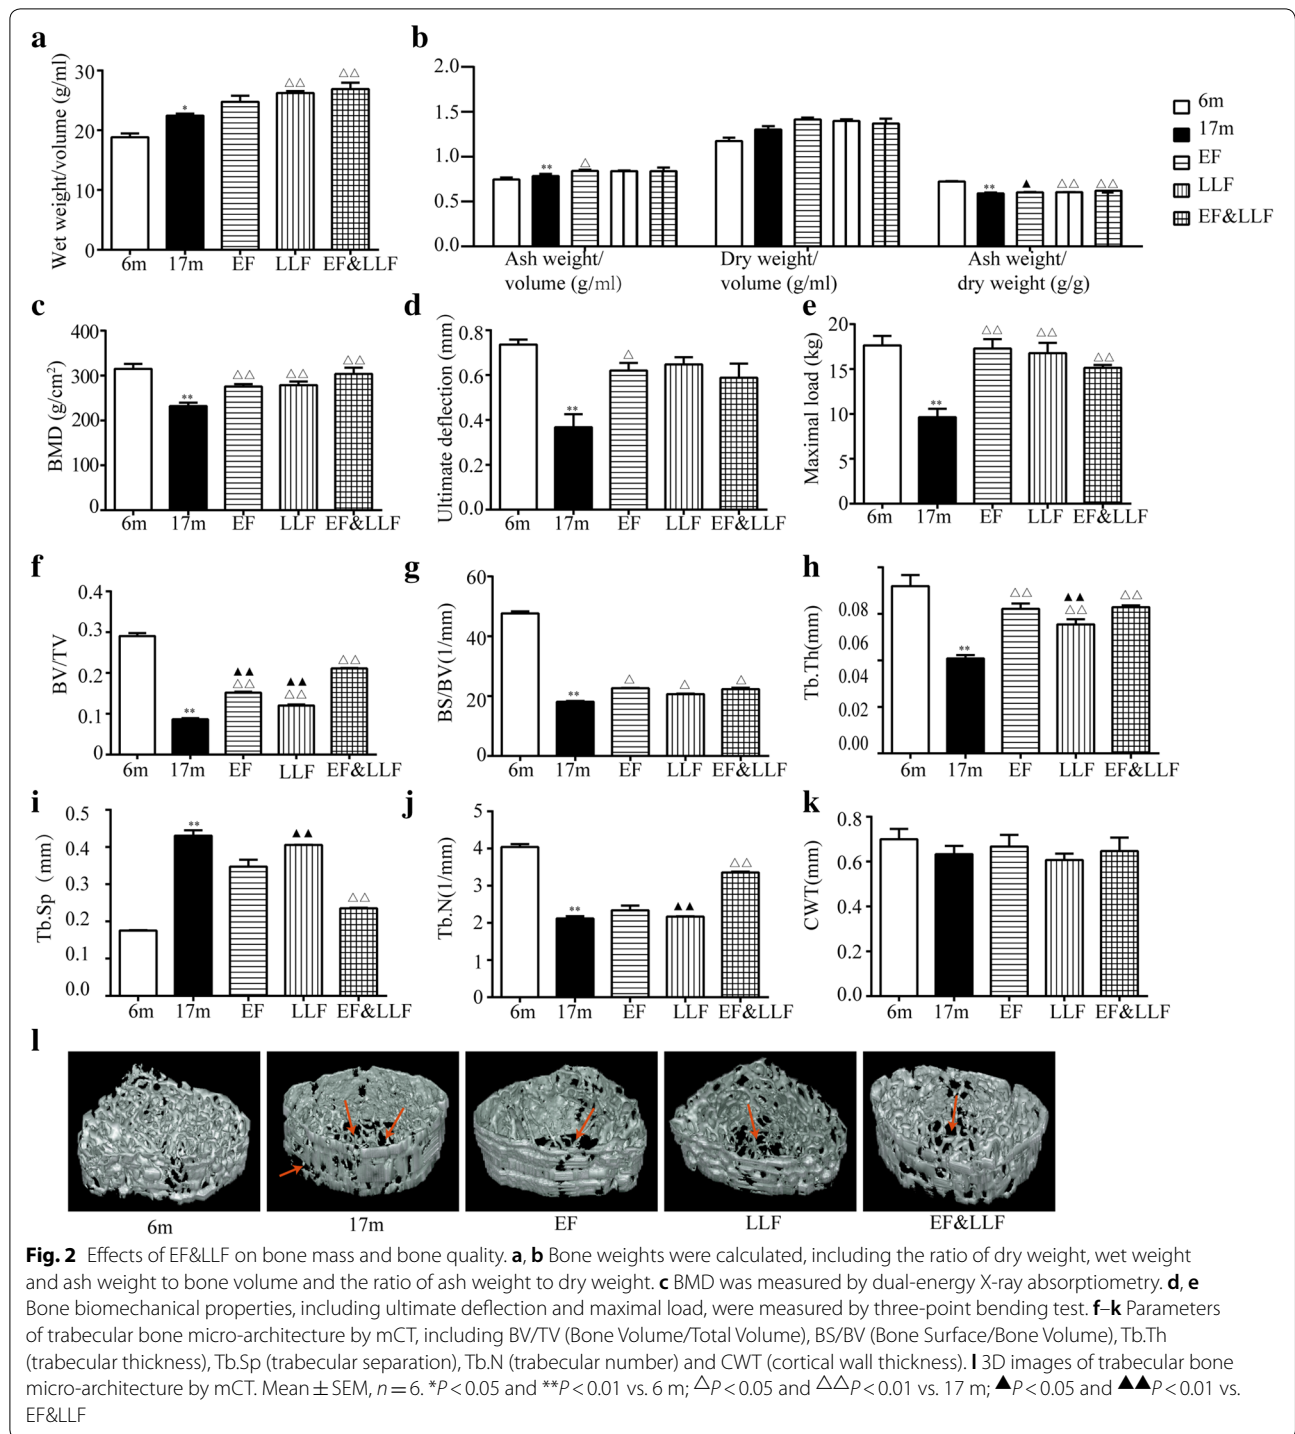 a
Wet weight/volume (g/ml)
30
20
10
0
6m 17m EF LLF EF&LLF
*
△△ △△
b
2.0
1.5
1.0
0.5
0.0
** △
** ▲ △△ △△
Ash weight/
volume (g/ml)
Dry weight/
volume (g/ml)
Ash weight/
dry weight (g/g)
6m
17m
EF
LLF
EF&LLF
c
BMD (g/cm²)
400
300
200
100
0
** △△ △△ △△
6m 17m EF LLF EF&LLF
d
Ultimate deflection (mm)
0.8
0.6
0.4
0.2
0.0
** △
6m 17m EF LLF EF&LLF
e
Maximal load (kg)
20
15
10
5
0
** △△ △△ △△
6m 17m EF LLF EF&LLF
f
BV/TV
0.4
0.3
0.2
0.1
0
▲▲ ▲▲
** △△ △△ △△
6m 17m EF LLF EF&LLF
g
BS/BV(1/mm)
60
40
20
0
** △ △ △
6m 17m EF LLF EF&LLF
h
Tb.Th(mm)
0.08
0.06
0.04
0.02
0.00
▲▲
** △△ △△ △△
6m 17m EF LLF EF&LLF
i
Tb.Sp (mm)
0.5
0.4
0.3
0.2
0.1
0.0
** ▲▲ △△
6m 17m EF LLF EF&LLF
j
Tb.N(1/mm)
5
4
3
2
1
0
** ▲▲ △△
6m 17m EF LLF EF&LLF
k
CWT(mm)
0.8
0.6
0.4
0.2
0.0
6m 17m EF LLF EF&LLF
l
6m 17m EF LLF EF&LLF
Fig. 2 Effects of EF&LLF on bone mass and bone quality. a, b Bone weights were calculated, including the ratio of dry weight, wet weight
and ash weight to bone volume and the ratio of ash weight to dry weight. c BMD was measured by dual-energy X-ray absorptiometry. d, e
Bone biomechanical properties, including ultimate deflection and maximal load, were measured by three-point bending test. f–k Parameters
of trabecular bone micro-architecture by mCT, including BV/TV (Bone Volume/Total Volume), BS/BV (Bone Surface/Bone Volume), Tb.Th
(trabecular thickness), Tb.Sp (trabecular separation), Tb.N (trabecular number) and CWT (cortical wall thickness). l 3D images of trabecular bone
micro-architecture by mCT. Mean ± SEM, n = 6. *P < 0.05 and **P < 0.01 vs. 6 m; △P < 0.05 and △△P < 0.01 vs. 17 m; ▲P < 0.05 and ▲▲P < 0.01 vs.
EF&LLF